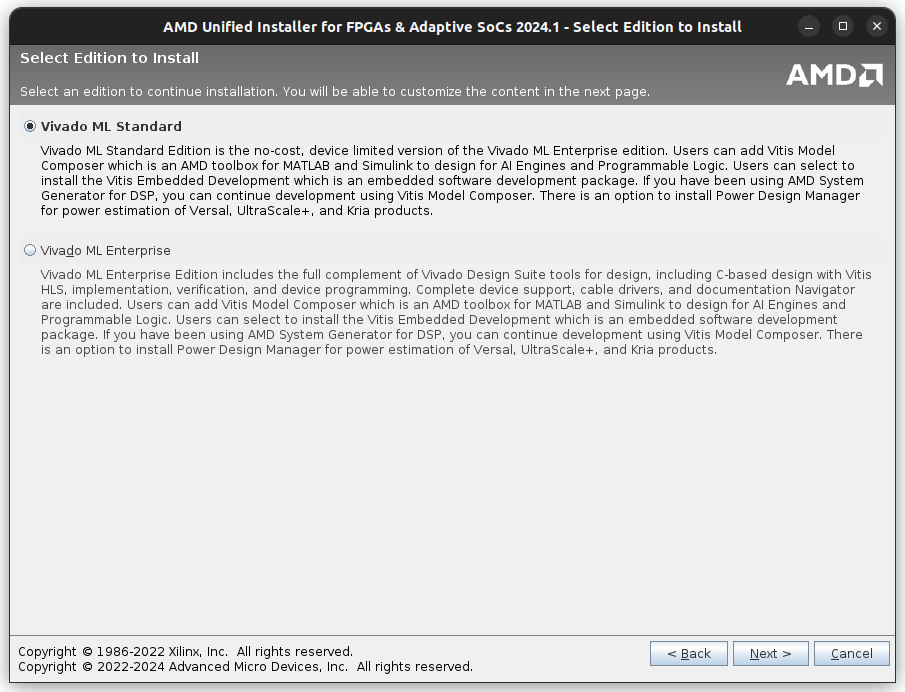 AMD Unified Installer for FPGAs & Adaptive SoCs 2024.1 - Select Edition to Install
Select Edition to Install
AMD
Select an edition to continue installation. You will be able to customize the content in the next page.
Vivado ML Standard
Vivado ML Standard Edition is the no-cost, device limited version of the Vivado ML Enterprise edition. Users can add Vitis Model
Composer which is an AMD toolbox for MATLAB and Simulink to design for AI Engines and Programmable Logic. Users can select to
install the Vitis Embedded Development which is an embedded software development package. If you have been using AMD System
Generator for DSP, you can continue development using Vitis Model Composer. There is an option to install Power Design Manager
for power estimation of Versal, UltraScale+, and Kria products.
Vivado ML Enterprise
Vivado ML Enterprise Edition includes the full complement of Vivado Design Suite tools for design, including C-based design with Vitis
HLS, implementation, verification, and device programming. Complete device support, cable drivers, and documentation Navigator
are included. Users can add Vitis Model Composer which is an AMD toolbox for MATLAB and Simulink to design for AI Engines and
Programmable Logic. Users can select to install the Vitis Embedded Development which is an embedded software development
package. If you have been using AMD System Generator for DSP, you can continue development using Vitis Model Composer. There
is an option to install Power Design Manager for power estimation of Versal, UltraScale+, and Kria products.
Copyright © 1986-2022 Xilinx, Inc.  All rights reserved.
Copyright © 2022-2024 Advanced Micro Devices, Inc.  All rights reserved.
< Back
Next >
Cancel